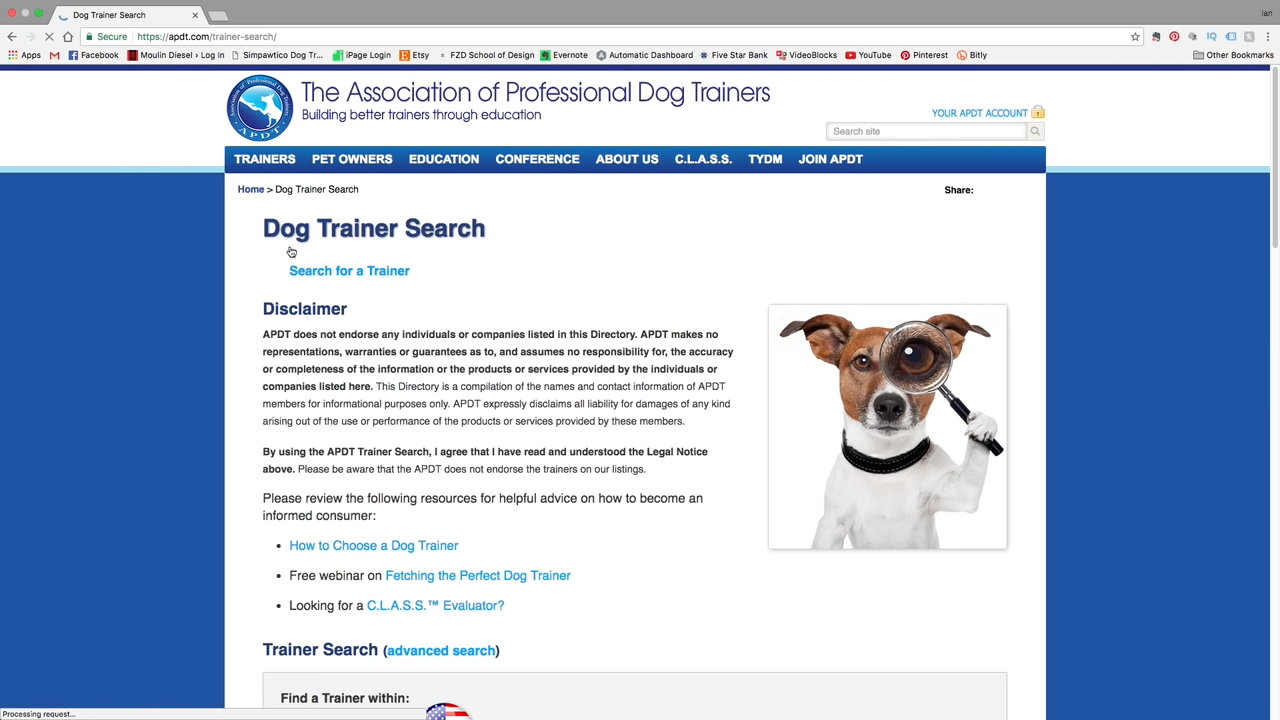 Dog Trainer Search
Ian
Secure https://apdt.com/trainer-search/
Apps Facebook Moulin Diesel › Log In Simpawtico Dog Tr... iPage Login Etsy FZD School of Design Evernote Automatic Dashboard Five Star Bank VideoBlocks YouTube Pinterest Bitly Other Bookmarks
The Association of Professional Dog Trainers
Building better trainers through education
Association of Professional Dog Trainers
APDT
YOUR APDT ACCOUNT
Search site
TRAINERS PET OWNERS EDUCATION CONFERENCE ABOUT US C.L.A.S.S. TYDM JOIN APDT
Home > Dog Trainer Search
Share:
Dog Trainer Search
Search for a Trainer
Disclaimer
APDT does not endorse any individuals or companies listed in this Directory. APDT makes no
representations, warranties or guarantees as to, and assumes no responsibility for, the accuracy
or completeness of the information or the products or services provided by the individuals or
companies listed here. This Directory is a compilation of the names and contact information of APDT
members for informational purposes only. APDT expressly disclaims all liability for damages of any kind
arising out of the use or performance of the products or services provided by these members.
By using the APDT Trainer Search, I agree that I have read and understood the Legal Notice
above. Please be aware that the APDT does not endorse the trainers on our listings.
Please review the following resources for helpful advice on how to become an
informed consumer:
• How to Choose a Dog Trainer
• Free webinar on Fetching the Perfect Dog Trainer
• Looking for a C.L.A.S.S.™ Evaluator?
Trainer Search (advanced search)
Find a Trainer within:
Processing request...